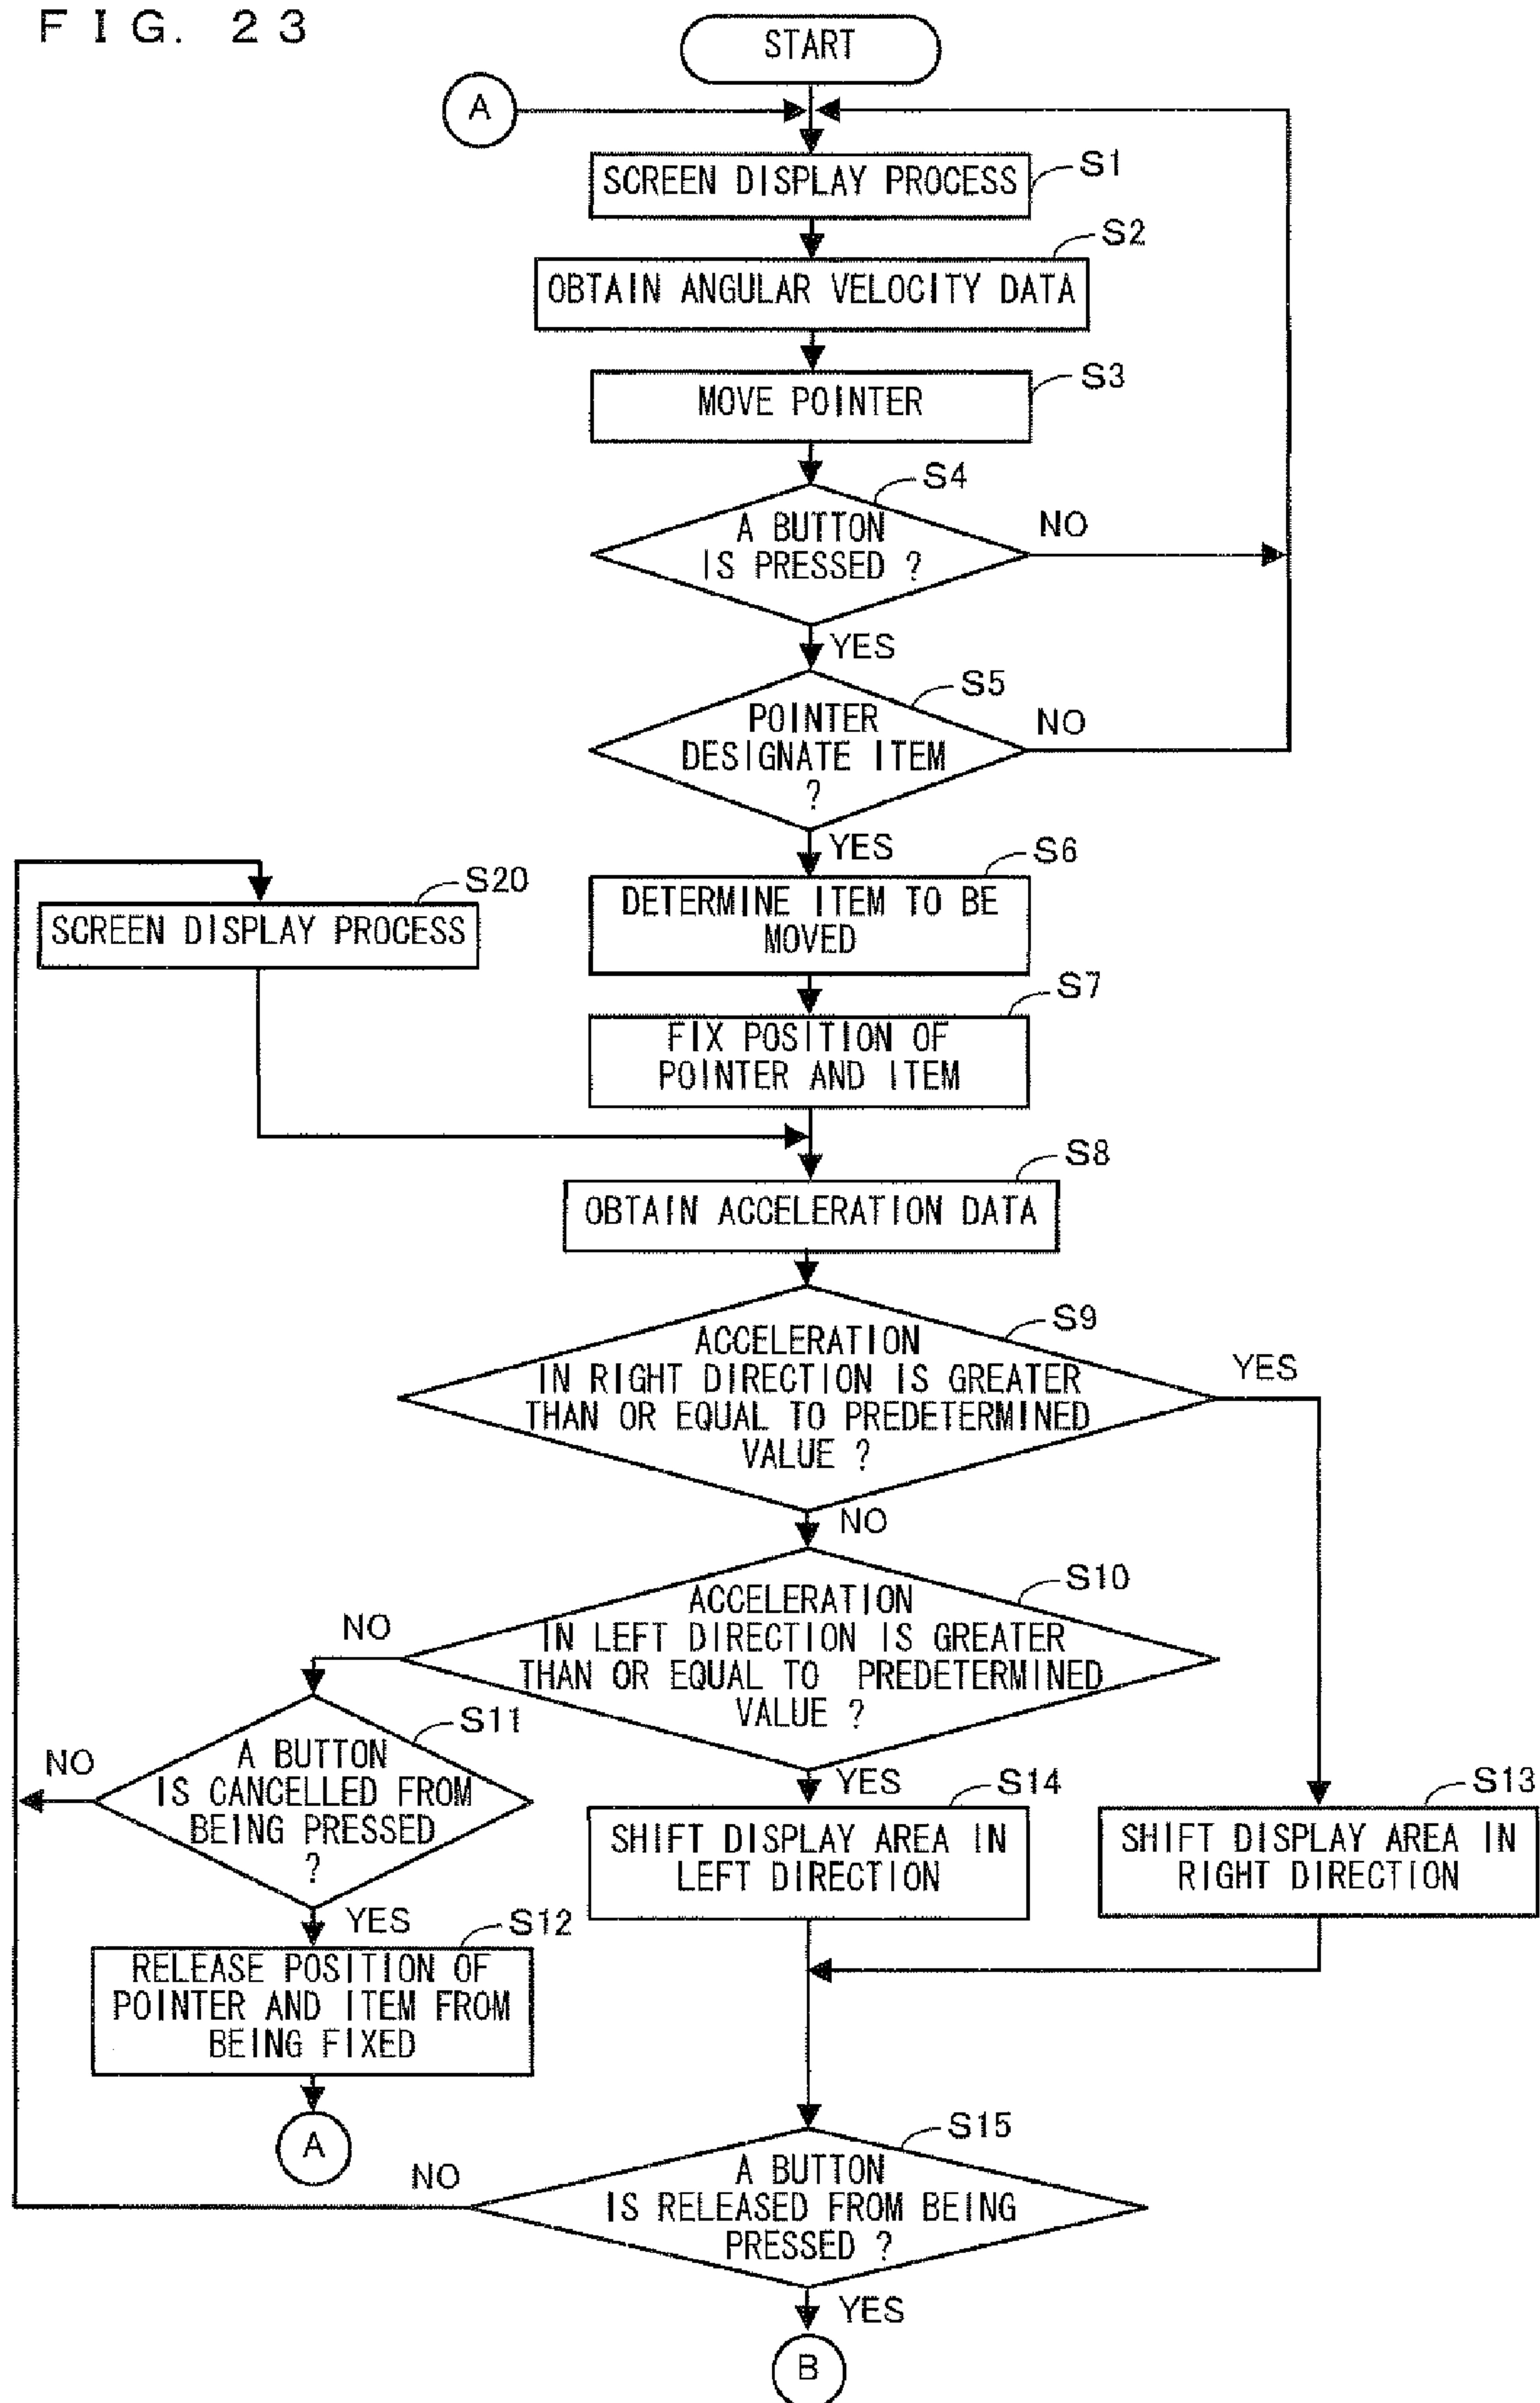 FIG. 23
START
A
SCREEN DISPLAY PROCESS
S1
OBTAIN ANGULAR VELOCITY DATA
S2
MOVE POINTER
S3
S4
A BUTTON
IS PRESSED ?
NO
YES
S5
POINTER
DESIGNATE ITEM
?
NO
YES
S6
DETERMINE ITEM TO BE
MOVED
S20
SCREEN DISPLAY PROCESS
S7
FIX POSITION OF
POINTER AND ITEM
S8
OBTAIN ACCELERATION DATA
S9
ACCELERATION
IN RIGHT DIRECTION IS GREATER
THAN OR EQUAL TO PREDETERMINED
VALUE ?
YES
NO
S10
ACCELERATION
IN LEFT DIRECTION IS GREATER
THAN OR EQUAL TO PREDETERMINED
VALUE ?
NO
YES
S11
A BUTTON
IS CANCELLED FROM
BEING PRESSED
?
NO
YES
S14
SHIFT DISPLAY AREA IN
LEFT DIRECTION
S13
SHIFT DISPLAY AREA IN
RIGHT DIRECTION
S12
RELEASE POSITION OF
POINTER AND ITEM FROM
BEING FIXED
A
S15
A BUTTON
IS RELEASED FROM BEING
PRESSED ?
NO
YES
B